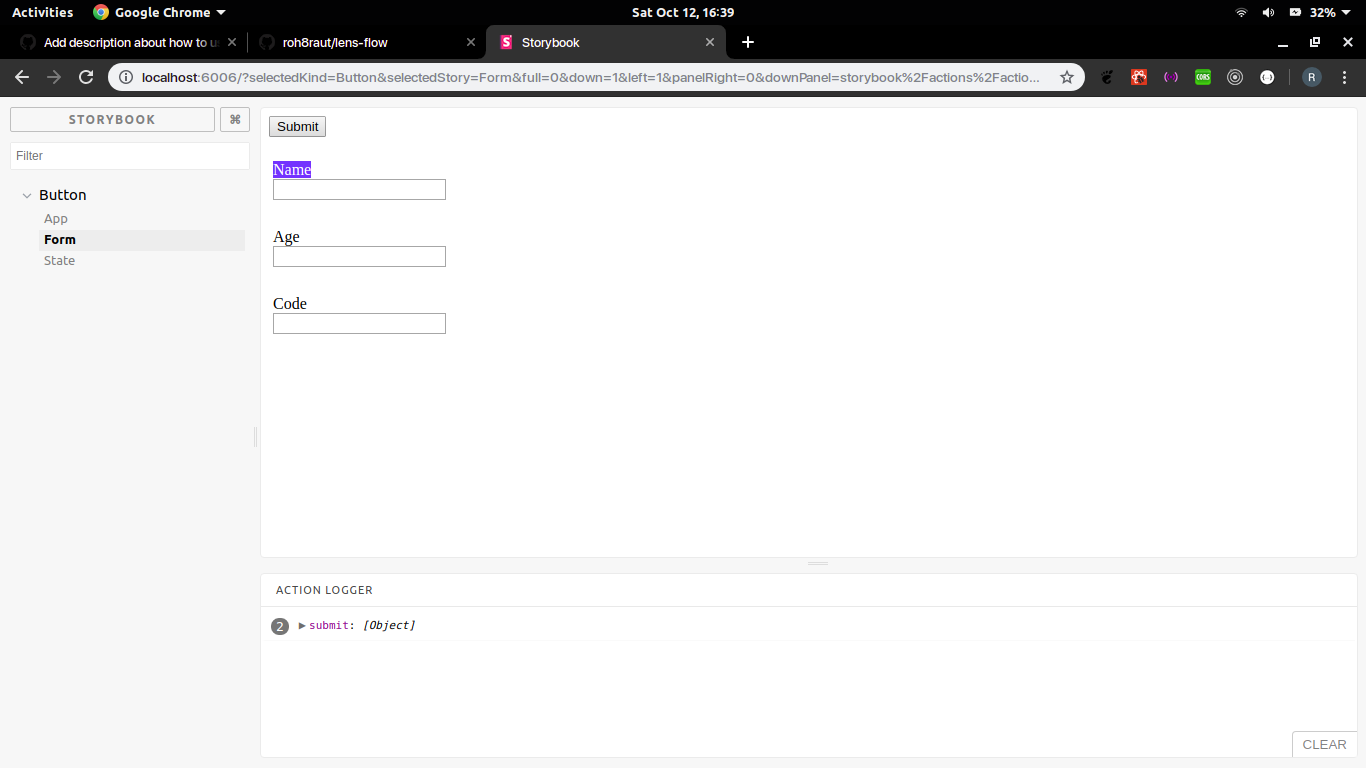 Activities Google Chrome Sat Oct 12, 16:39 32%
Add description about how to u roh8raut/lens-flow Storybook
localhost:6006/?selectedKind=Button&selectedStory=Form&full=0&down=1&left=1&panelRight=0&downPanel=storybook%2Factions%2Factio... CORS R
STORYBOOK ⌘
Submit
Filter
Name
Button
App
Age
Form
State
Code
ACTION LOGGER
2 ▶ submit: [Object]
CLEAR